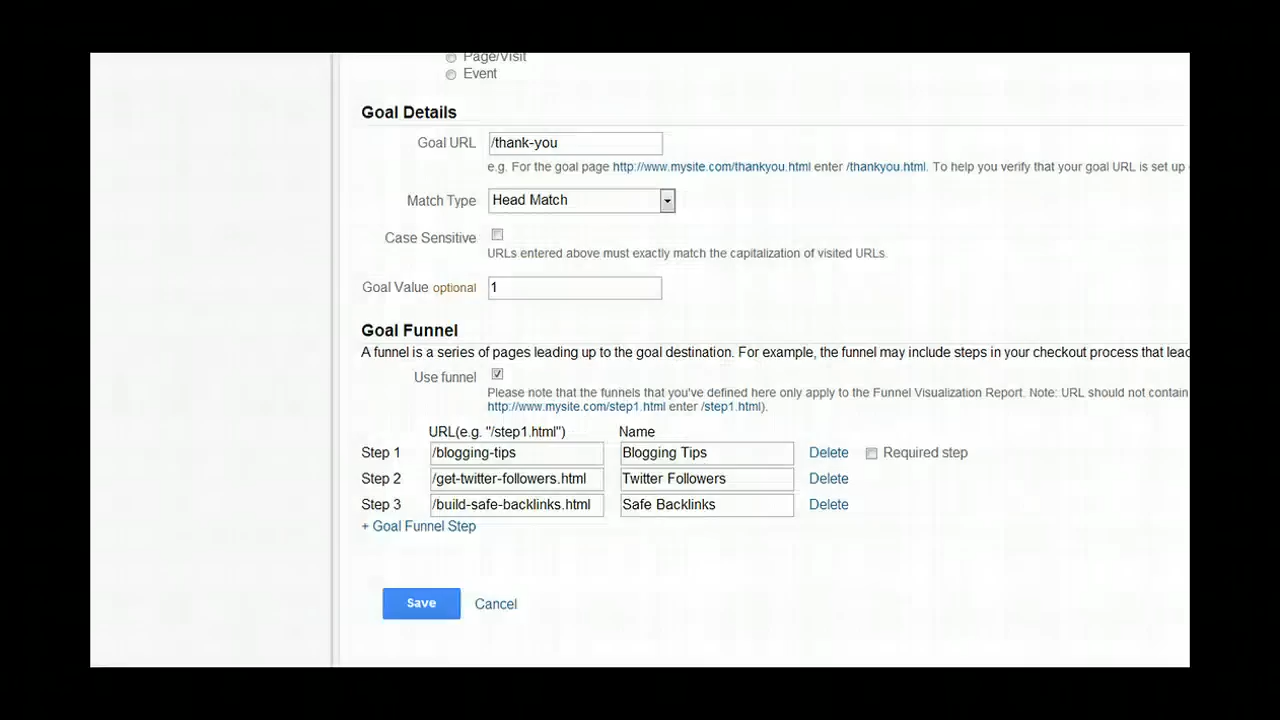 Page/Visit
Event
Goal Details
Goal URL /thank-you
e.g. For the goal page http://www.mysite.com/thankyou.html enter /thankyou.html. To help you verify that your goal URL is set up
Match Type Head Match
Case Sensitive
URLs entered above must exactly match the capitalization of visited URLs.
Goal Value optional 1
Goal Funnel
A funnel is a series of pages leading up to the goal destination. For example, the funnel may include steps in your checkout process that lead
Use funnel
Please note that the funnels that you've defined here only apply to the Funnel Visualization Report. Note: URL should not contain
http://www.mysite.com/step1.html enter /step1.html).
URL(e.g. "/step1.html") Name
Step 1 /blogging-tips Blogging Tips Delete Required step
Step 2 /get-twitter-followers.html Twitter Followers Delete
Step 3 /build-safe-backlinks.html Safe Backlinks Delete
+ Goal Funnel Step
Save Cancel